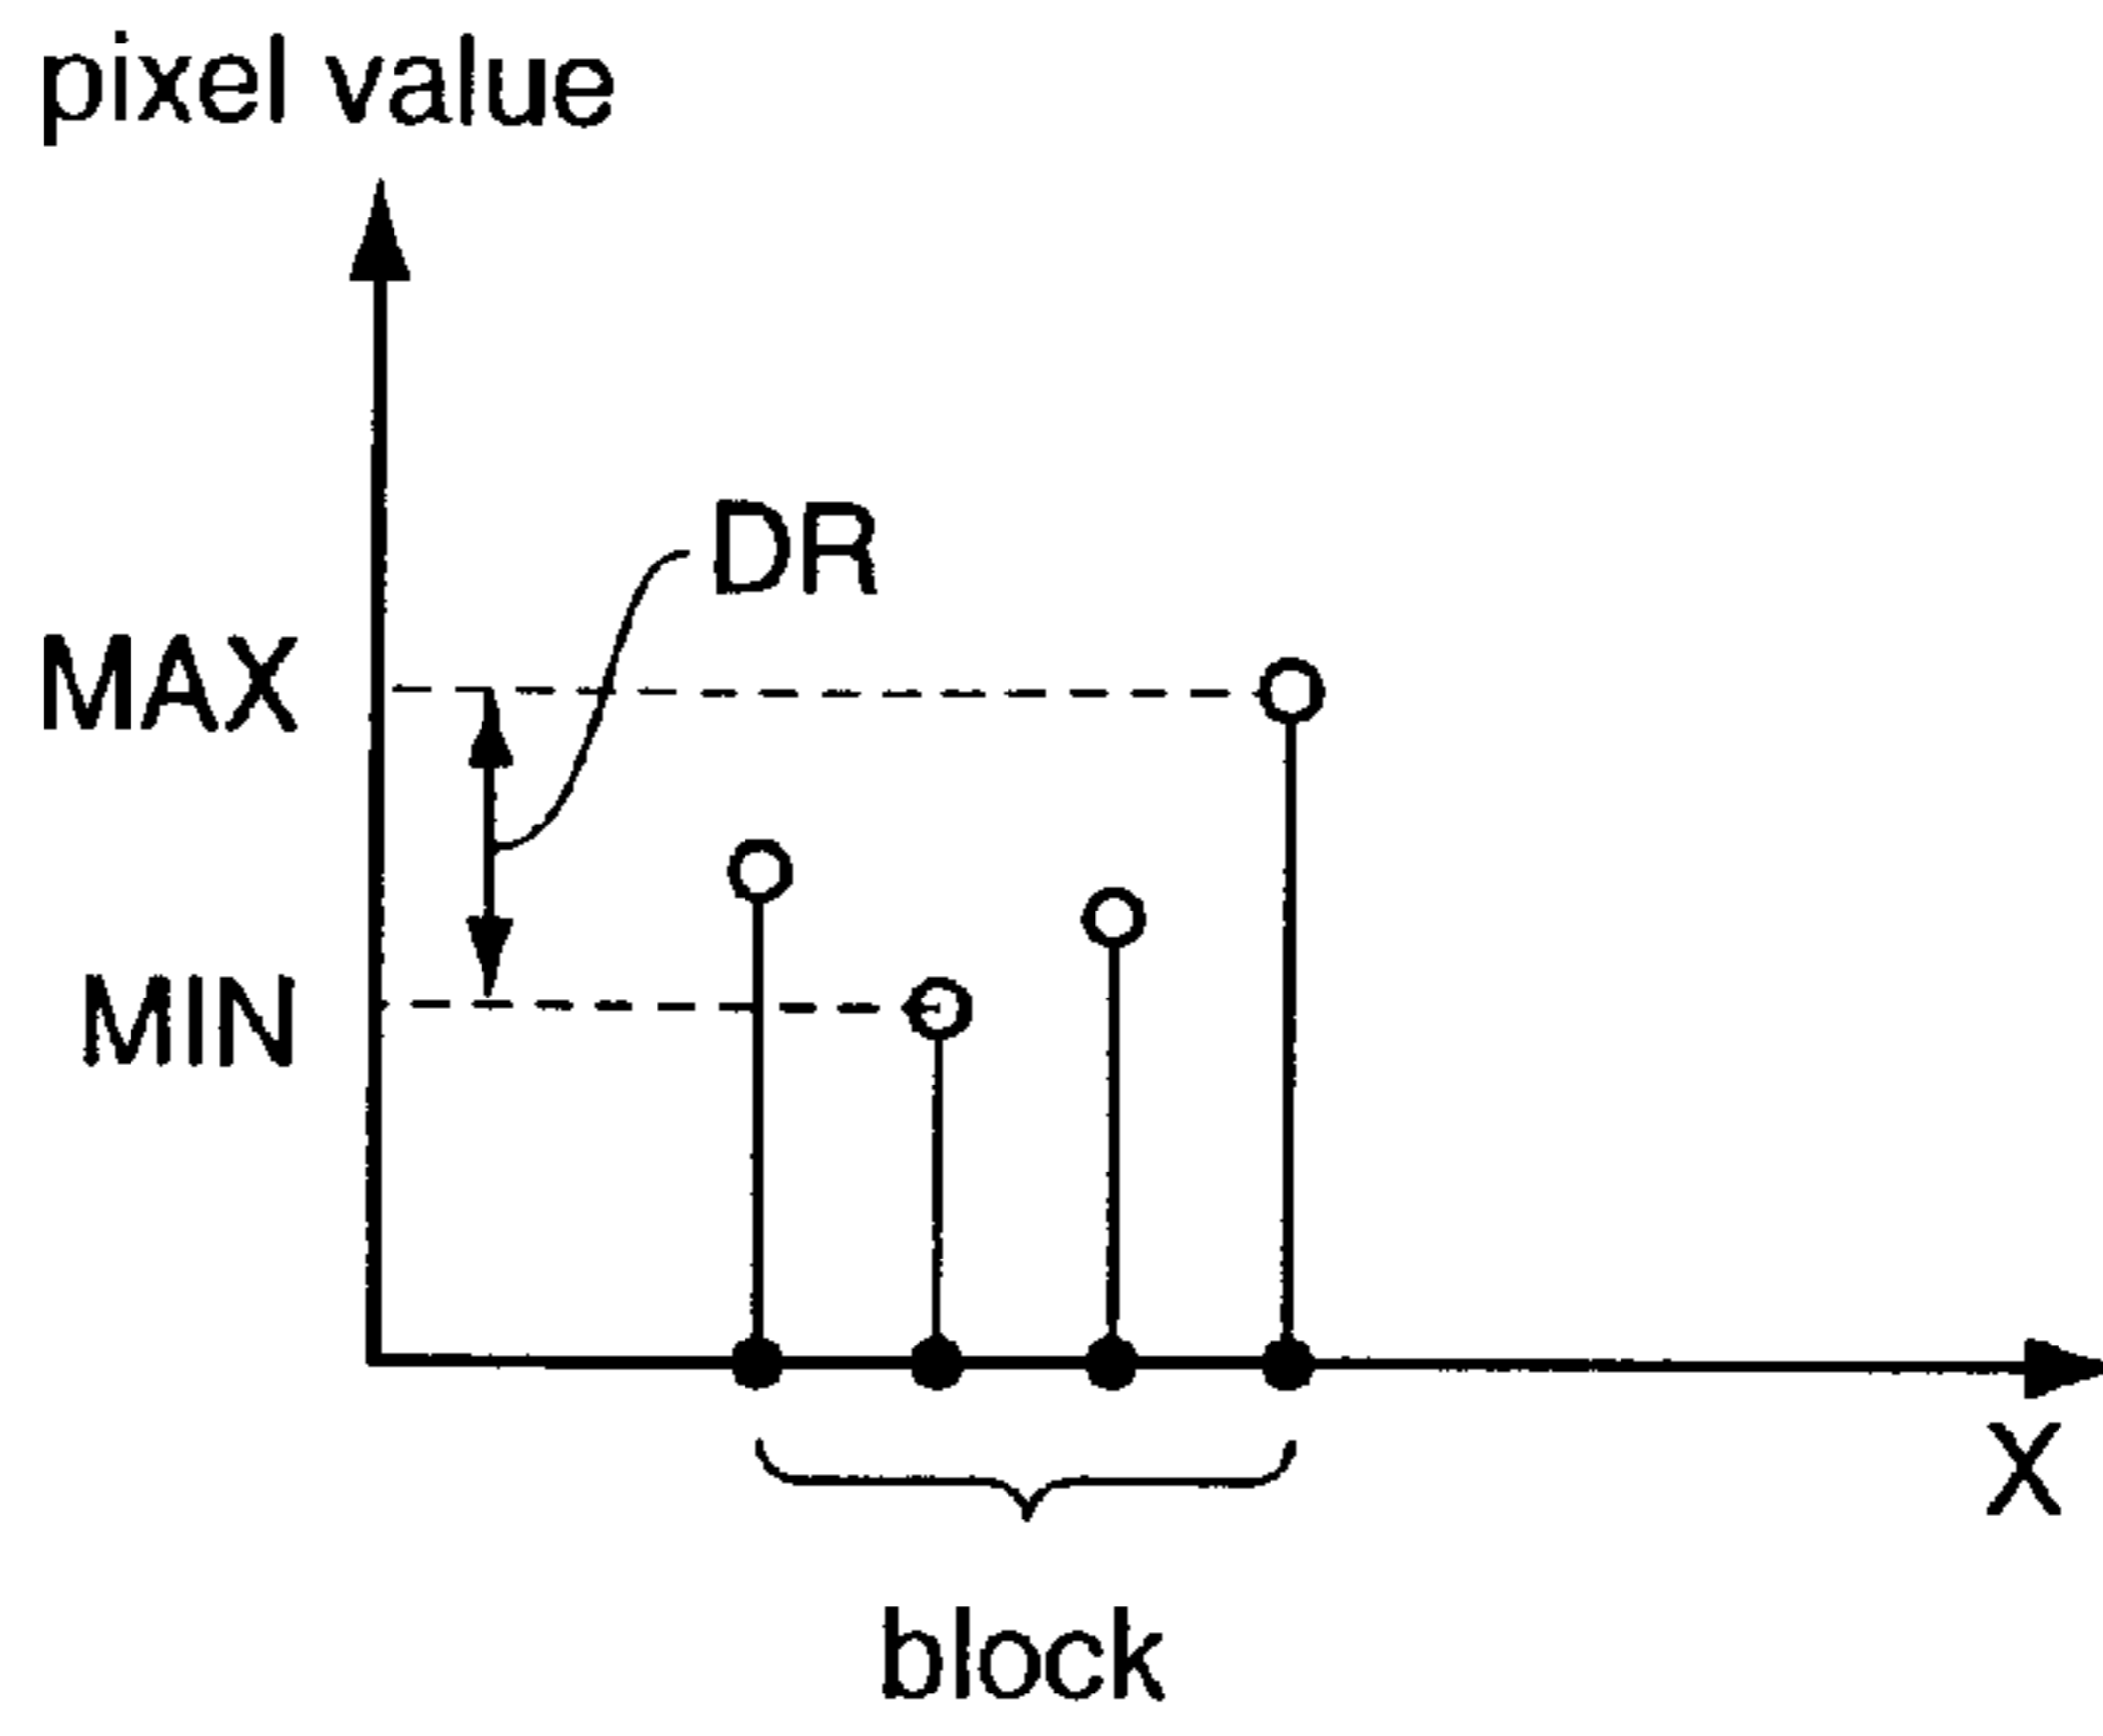 pixel value
DR
MAX
MIN
X
block